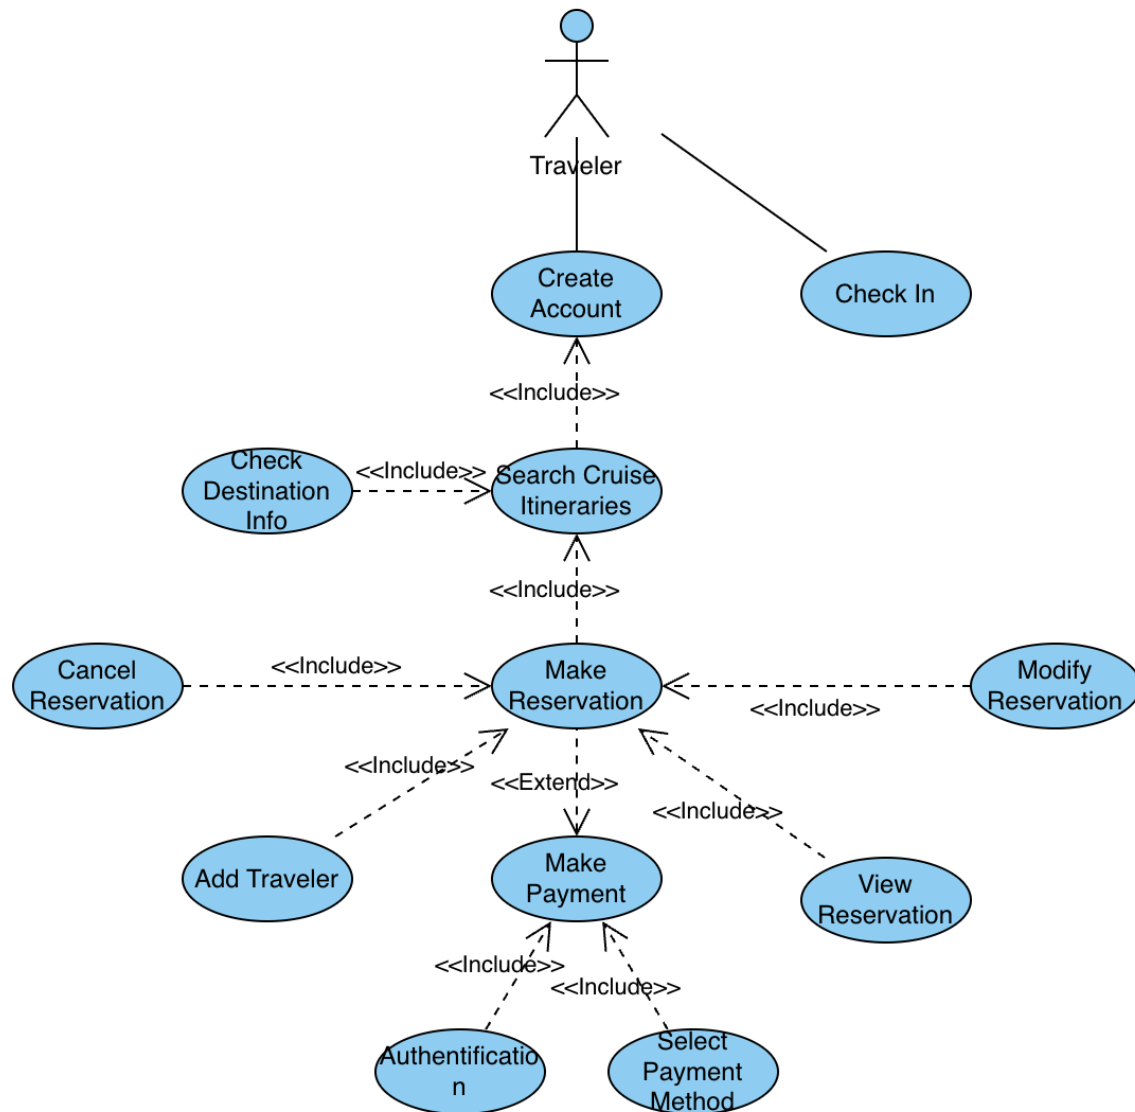 Traveler
Create
Account
Check In
<<Include>>
Check
Destination
Info
<<Include>>
Search Cruise
Itineraries
<<Include>>
Cancel
Reservation
<<Include>>
Make
Reservation
<<Include>>
Modify
Reservation
<<Include>>
<<Extend>>
<<Include>>
Add Traveler
Make
Payment
View
Reservation
<<Include>>
<<Include>>
Authentificatio
n
Select
Payment
Method